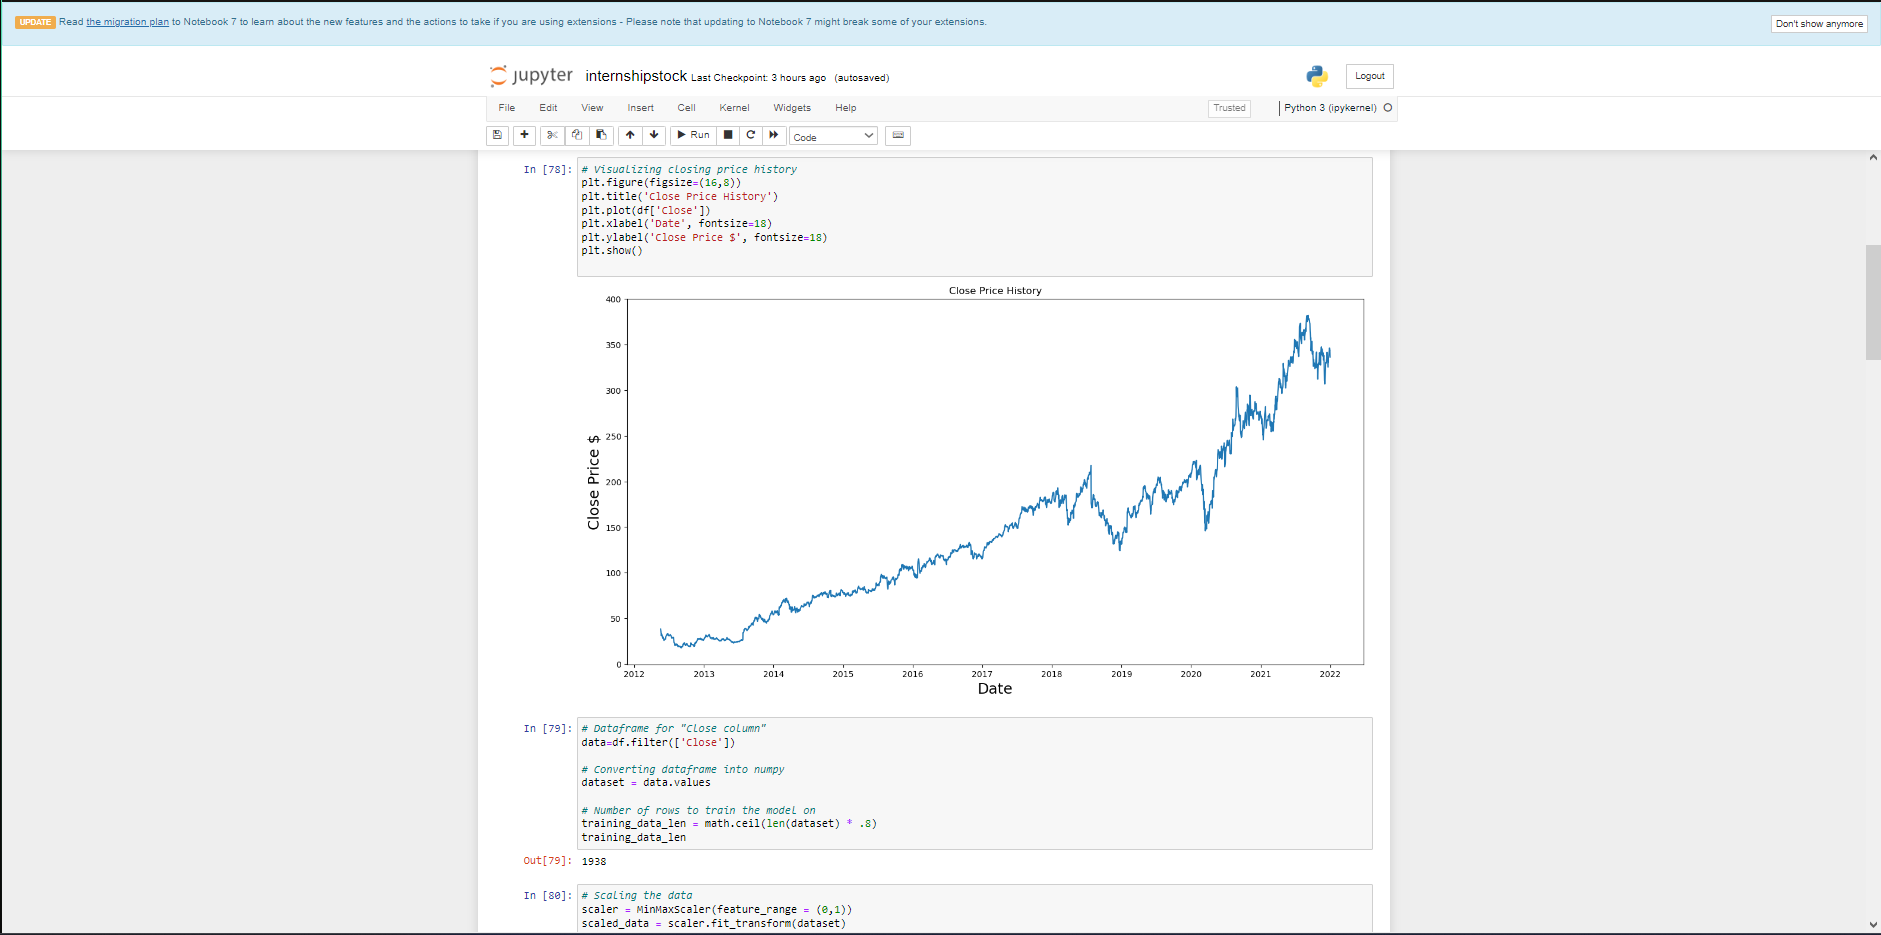 UPDATE Read the migration plan to Notebook 7 to learn about the new features and the actions to take if you are using extensions - Please note that updating to Notebook 7 might break some of your extensions.
Don't show anymore
jupyter internshipstock Last Checkpoint: 3 hours ago (autosaved)
Logout
File Edit View Insert Cell Kernel Widgets Help
Trusted
Python 3 (ipykernel)
Run
Code
In [78]: # Visualizing closing price history
plt.figure(figsize=(16,8))
plt.title('Close Price History')
plt.plot(df['Close'])
plt.xlabel('Date', fontsize=18)
plt.ylabel('Close Price $', fontsize=18)
plt.show()
Close Price History
400
350
300
250
200
150
100
50
0
Close Price $
2012 2013 2014 2015 2016 2017 2018 2019 2020 2021 2022
Date
In [79]: # Dataframe for "Close column"
data=df.filter(['Close'])
# Converting dataframe into numpy
dataset = data.values
# Number of rows to train the model on
training_data_len = math.ceil(len(dataset) * .8)
training_data_len
Out[79]: 1938
In [80]: # Scaling the data
scaler = MinMaxScaler(feature_range = (0,1))
scaled_data = scaler.fit_transform(dataset)